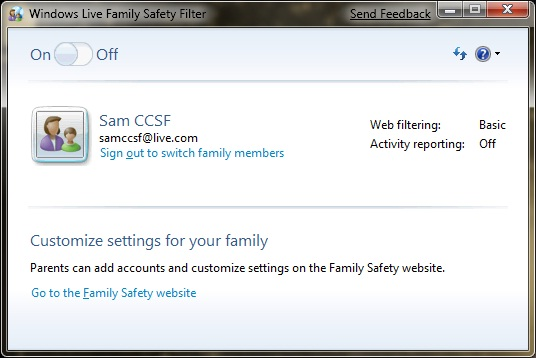 Windows Live Family Safety Filter
Send Feedback
On Off
Sam CCSF
samccsf@live.com
Sign out to switch family members
Web filtering: Basic
Activity reporting: Off
Customize settings for your family
Parents can add accounts and customize settings on the Family Safety website.
Go to the Family Safety website